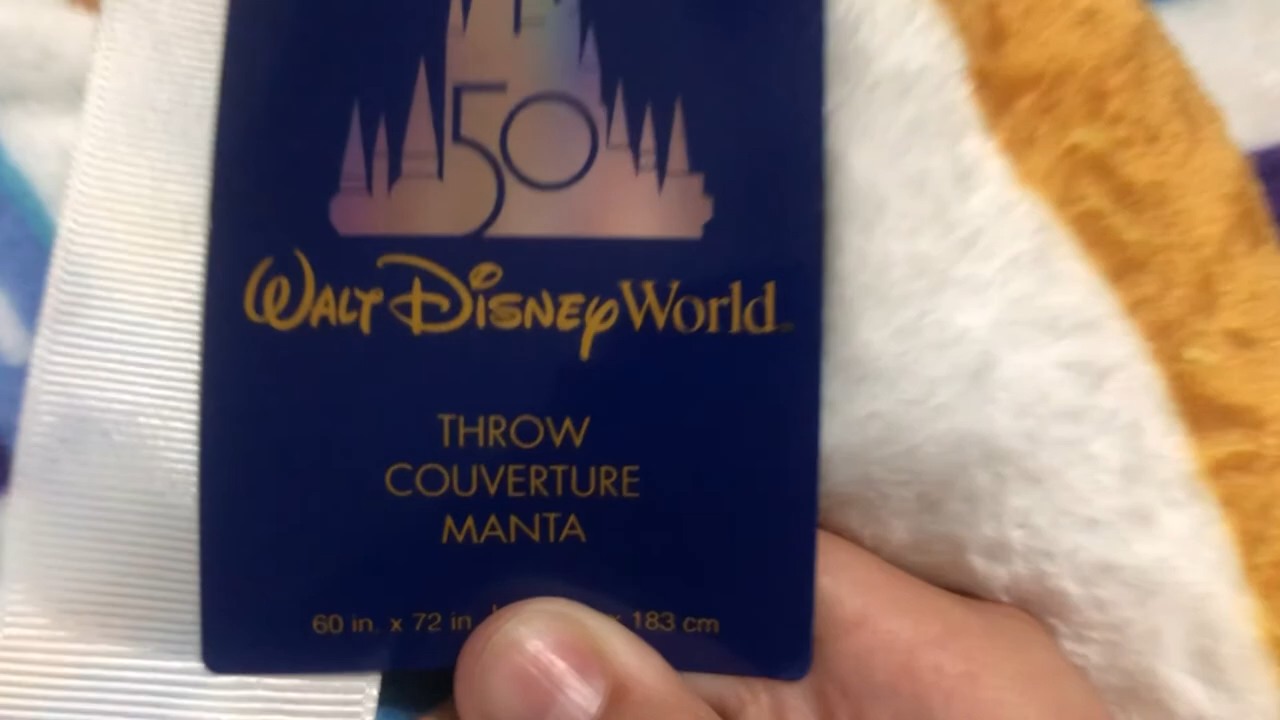 50
WALT DISNEY World
THROW
COUVERTURE
MANTA
60 in. x 72 in. x 183 cm